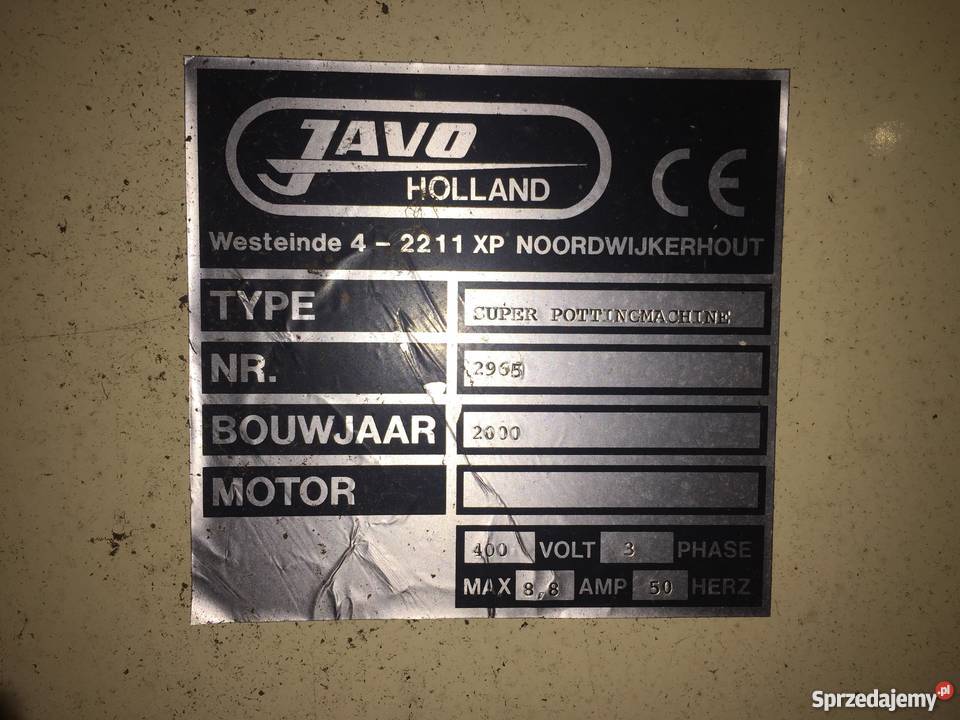 JAVO
HOLLAND
CE
Westeinde 4 - 2211 XP NOORDWIJKERHOUT
TYPE SUPER POTTINGMACHINE
NR. 2965
BOUWJAAR 2000
MOTOR
400 VOLT 3 PHASE
MAX 8,8 AMP 50 HERZ
Sprzedajemy.pl